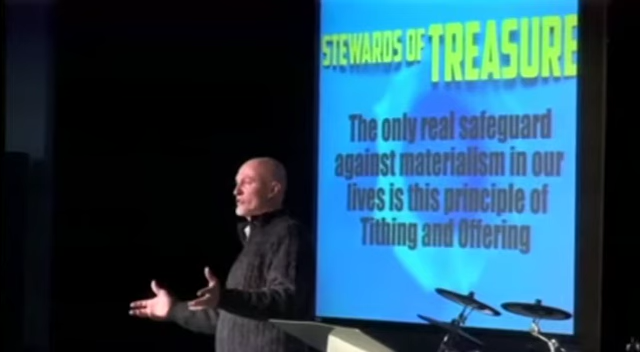 STEWARDS OF TREASURE
The only real safeguard
against materialism in our
lives is this principle of
Tithing and Offering